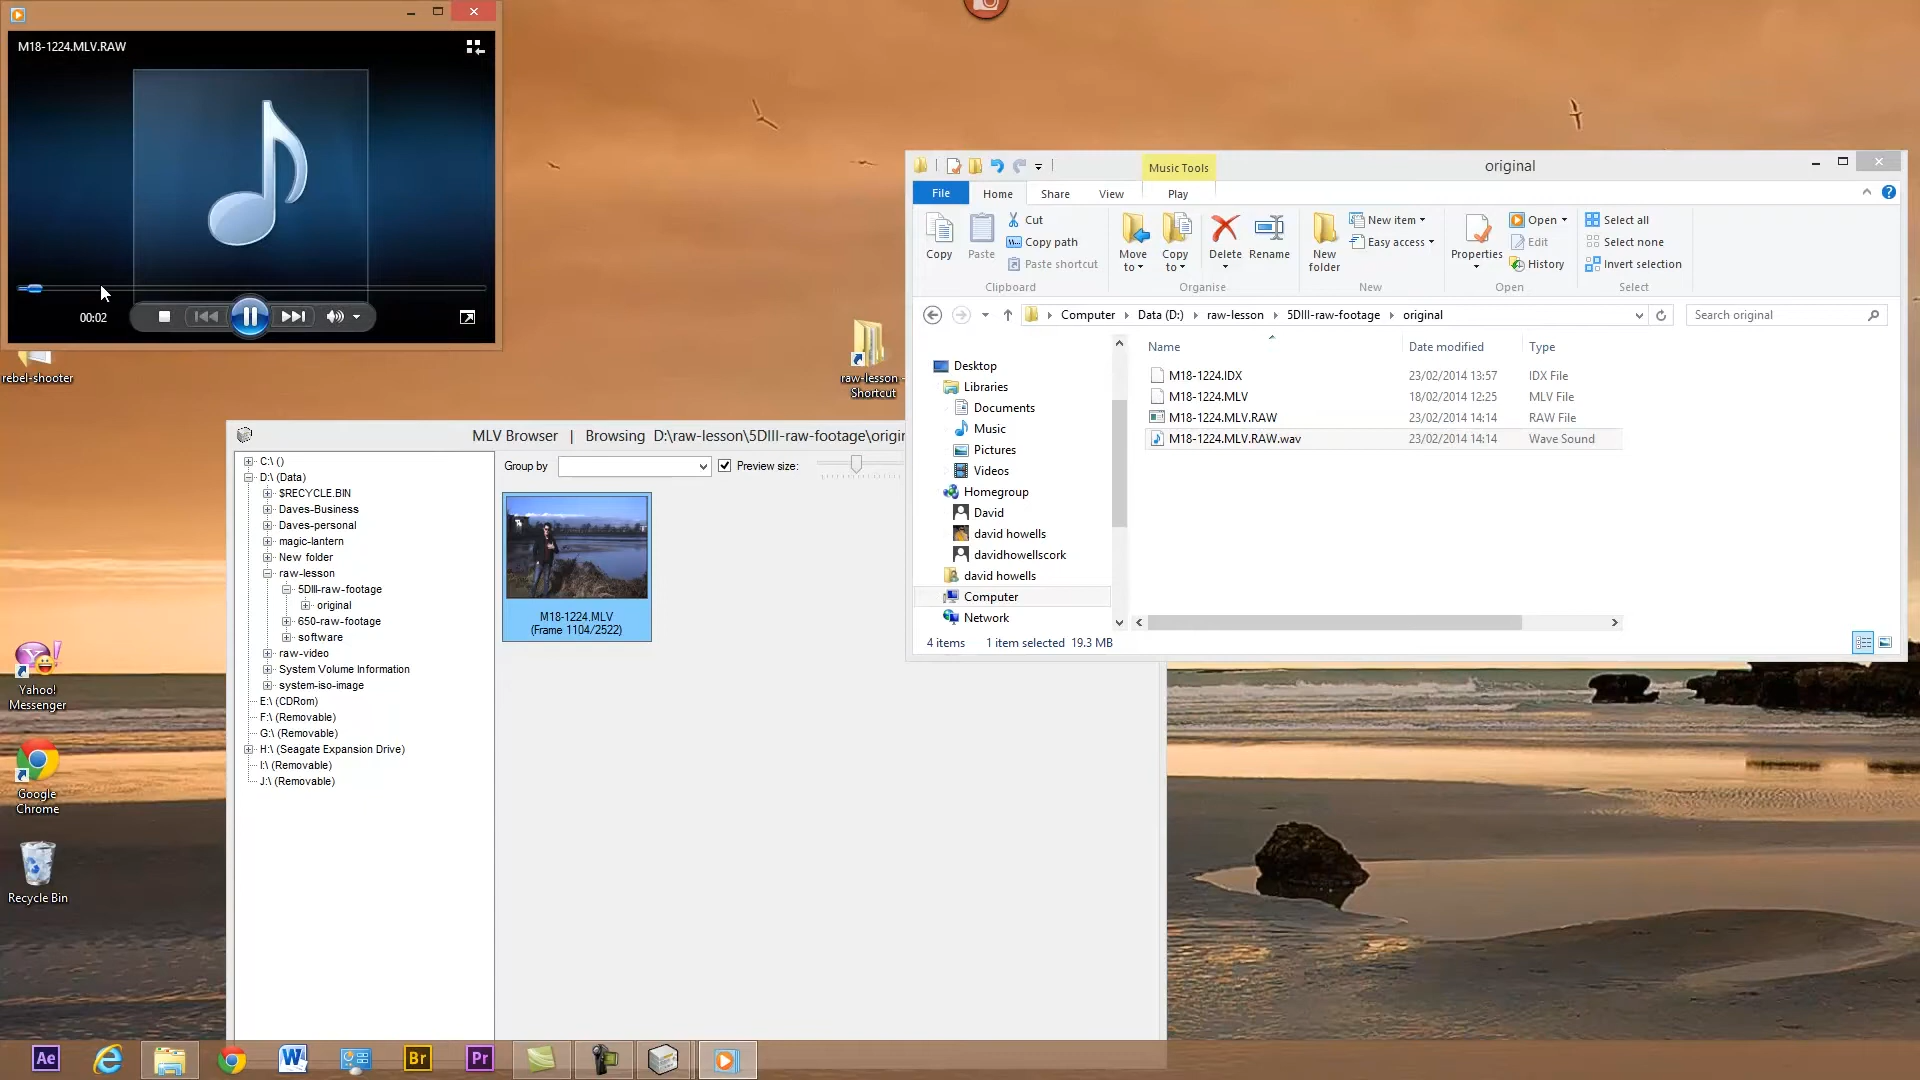 M18-1224.MLV.RAW
00:02
rebel-shooter
raw-lesson -
Shortcut
Yahoo!
Messenger
Google
Chrome
Recycle Bin
MLV Browser | Browsing D:\raw-lesson\5DIII-raw-footage\origin
C:\ ()
D:\ (Data)
$RECYCLE.BIN
Daves-Business
Daves-personal
magic-lantern
New folder
raw-lesson
5DIII-raw-footage
original
650-raw-footage
software
raw-video
System Volume Information
system-iso-image
E:\ (CDRom)
F:\ (Removable)
G:\ (Removable)
H:\ (Seagate Expansion Drive)
I:\ (Removable)
J:\ (Removable)
Group by
Preview size:
M18-1224.MLV
(Frame 1104/2522)
Music Tools
original
File Home Share View Play
Copy
Paste
Cut
Copy path
Paste shortcut
Clipboard
Move
to
Copy
to
Delete
Rename
Organise
New
folder
New item
Easy access
New
Properties
Open
Edit
History
Open
Select all
Select none
Invert selection
Select
Computer Data (D:) raw-lesson 5DIII-raw-footage original
Search original
Desktop
Libraries
Documents
Music
Pictures
Videos
Homegroup
David
david howells
davidhowellscork
david howells
Computer
Network
Name Date modified Type
M18-1224.IDX 23/02/2014 13:57 IDX File
M18-1224.MLV 18/02/2014 12:25 MLV File
M18-1224.MLV.RAW 23/02/2014 14:14 RAW File
M18-1224.MLV.RAW.wav 23/02/2014 14:14 Wave Sound
4 items 1 item selected 19.3 MB
Ae
Br
Pr